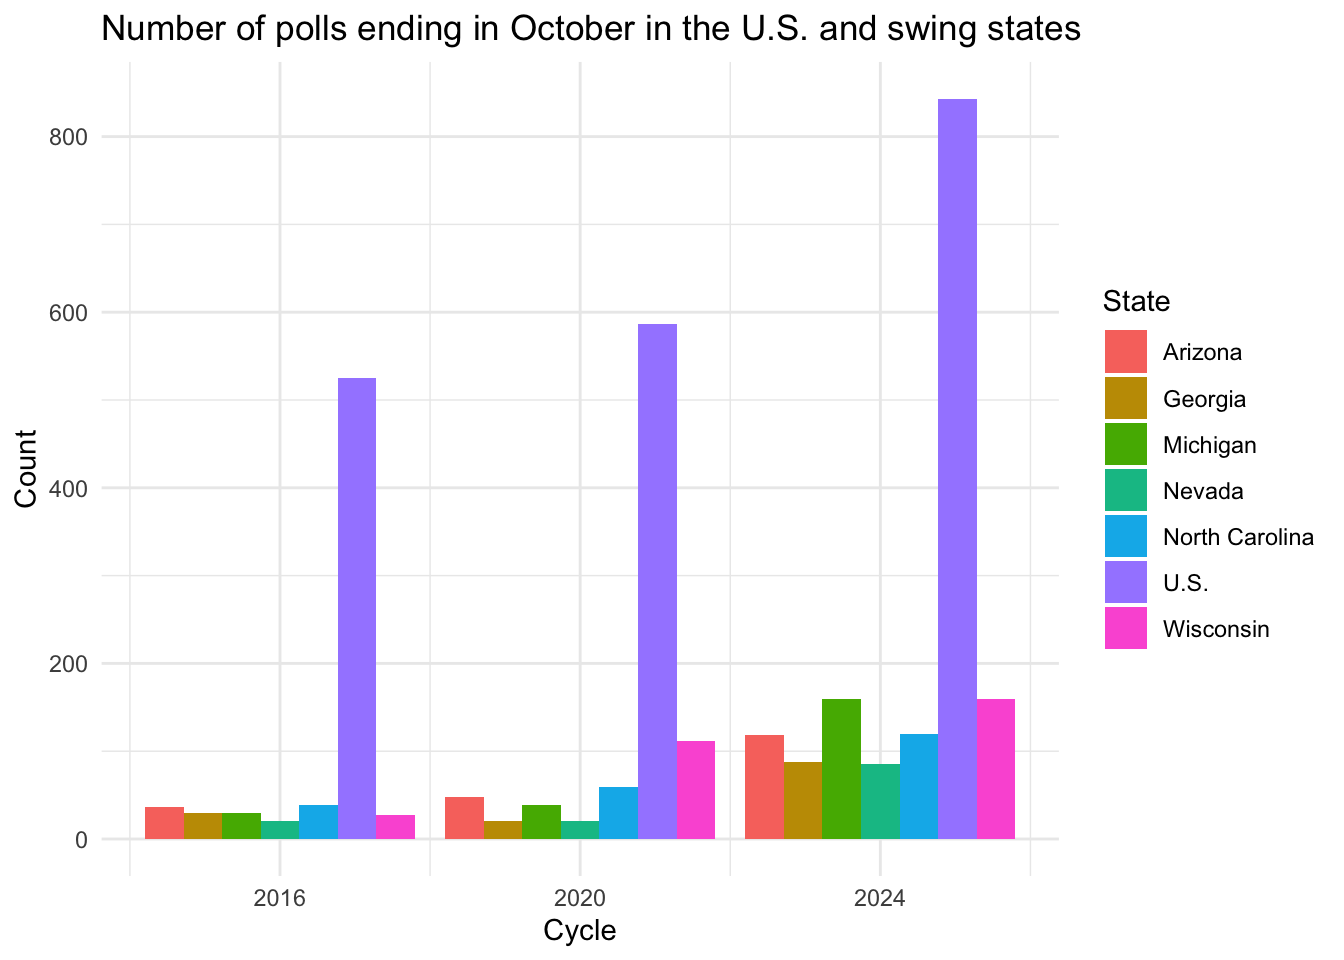 Number of polls ending in October in the U.S. and swing states
Count
800
600
400
200
0
2016
2020
2024
Cycle
State
Arizona
Georgia
Michigan
Nevada
North Carolina
U.S.
Wisconsin